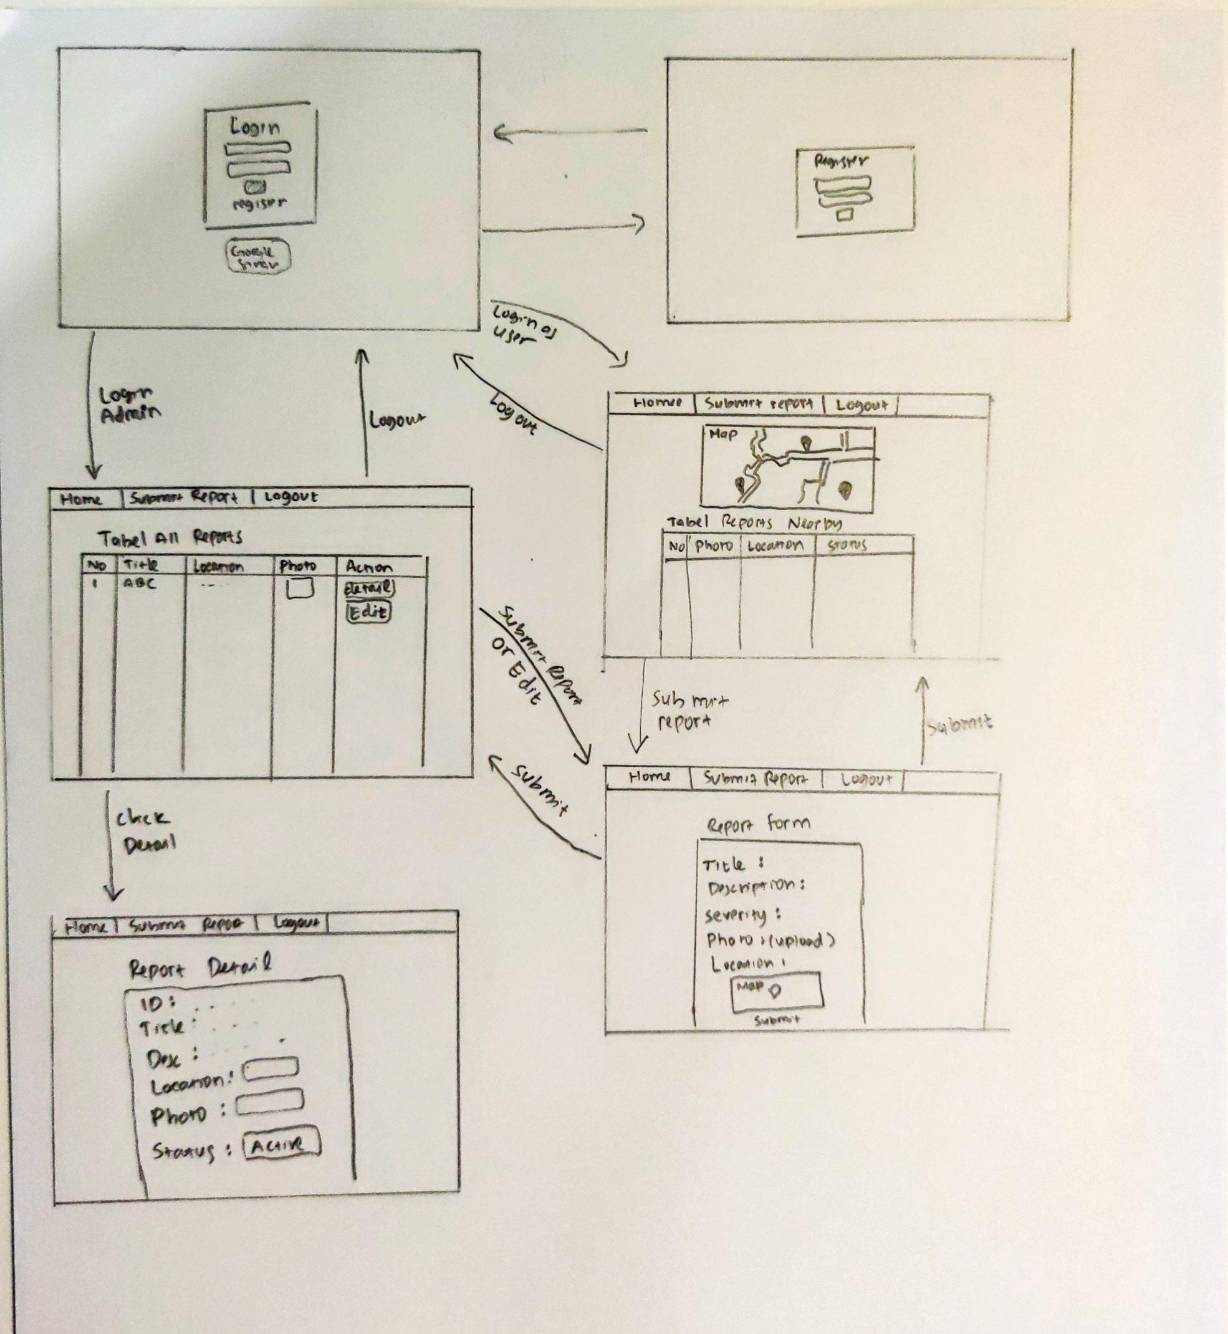 Login
register
Google
Register
Login as
user
Logout
Login
Admin
Logout
Home
Submit report
Logout
Map
Tabel Reports Nearby
No
Photo
Location
Status
Home
Submit Report
Logout
Tabel All Reports
No
Title
Location
Photo
Action
1
ABC
Detail
Edit
Submit Report
or Edit
Submit
report
Submit
Submit
Click
Detail
Home
Submit Report
Logout
Report form
Title :
Description :
Severity :
Photo : (upload)
Location :
Map
Submit
Home
Submit Report
Logout
Report Detail
ID :
Title
Desc :
Location :
Photo :
Status : Active